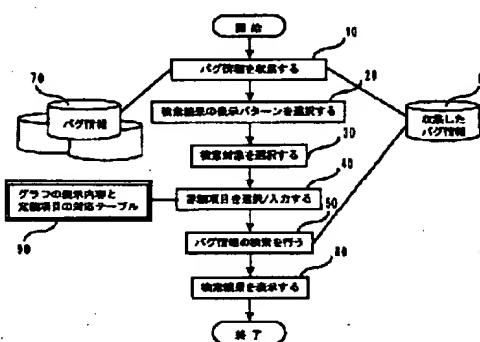 開始
10
バグ情報を収集する
70
バグ情報
20
検索結果の表示パターンを選択する
収集した
バグ情報
30
検索対象を選択する
40
詳細項目を選択/入力する
グラフの表示内容と
定義項目の対応テーブル
90
50
バグ情報の検索を行う
検索結果を表示する
終了